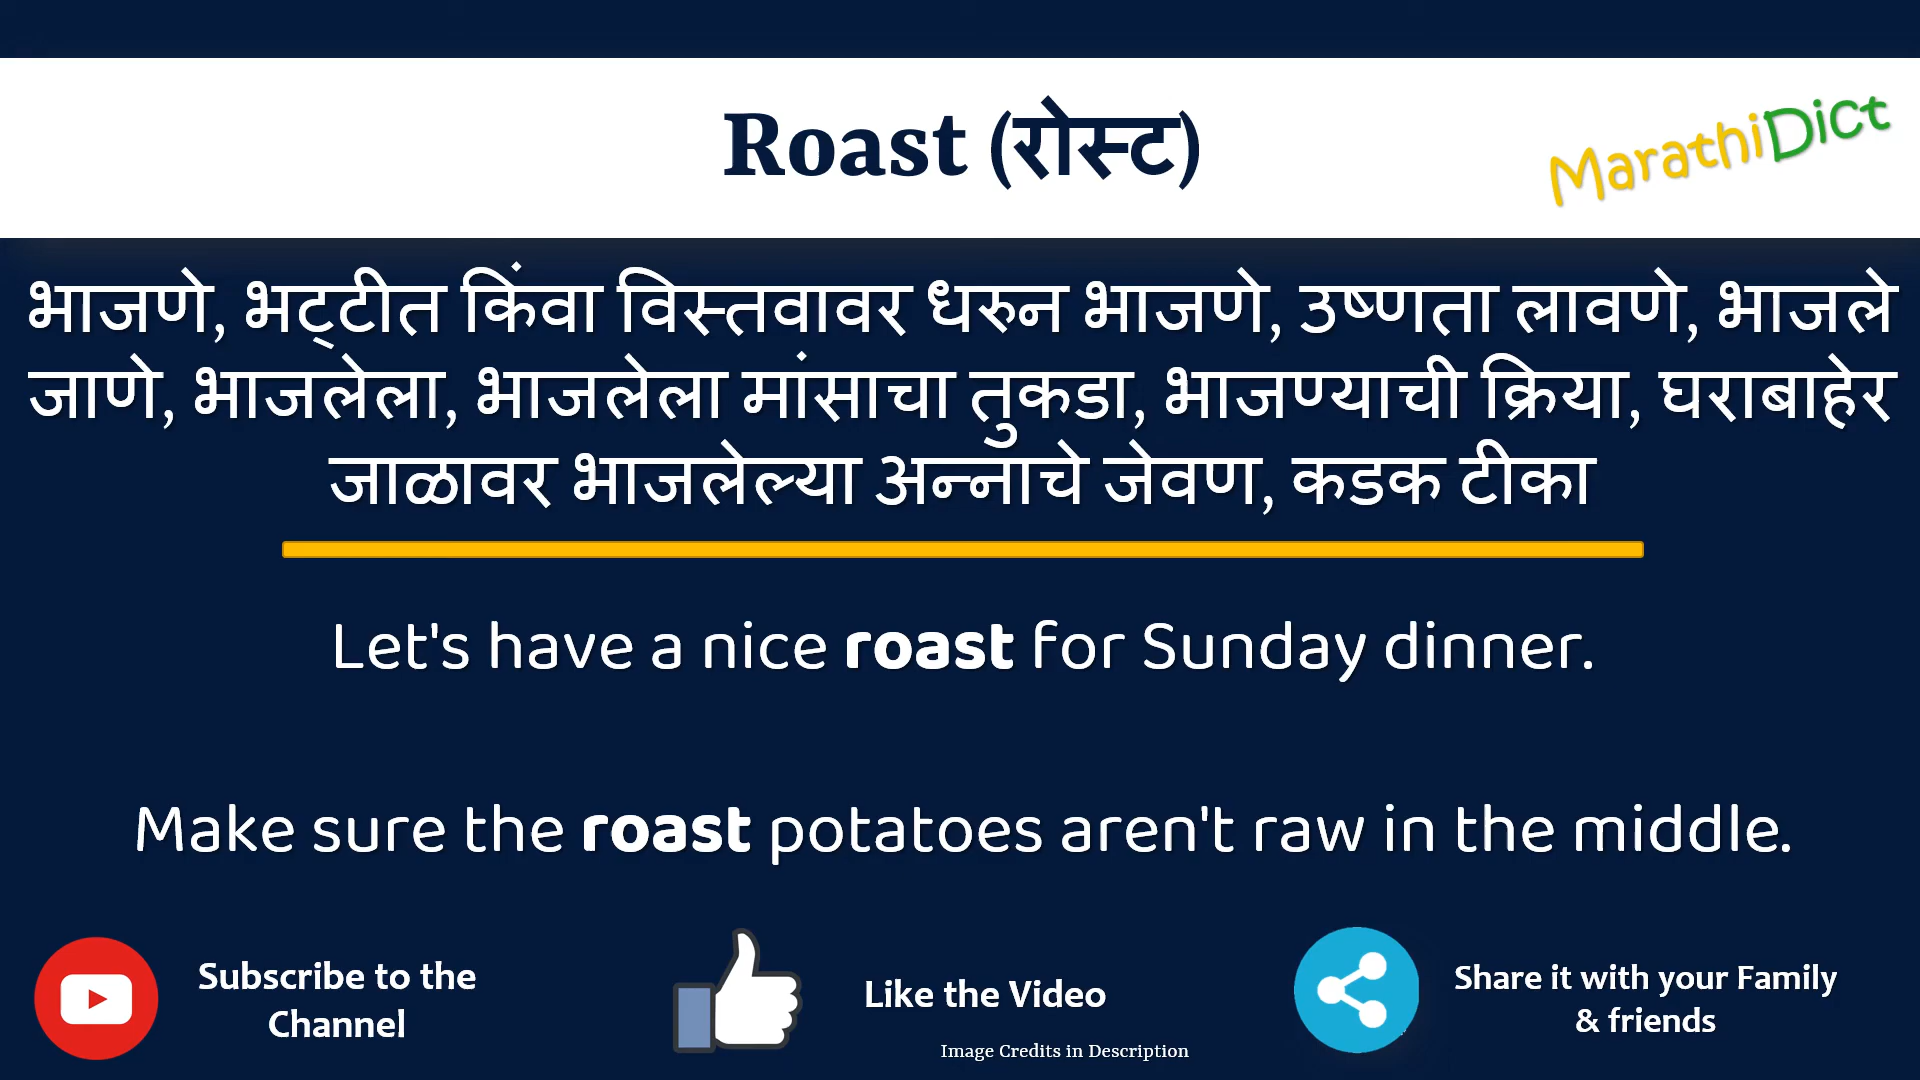 Roast (रोस्ट)
MarathiDict
भाजणे, भट्टीत किंवा विस्तवावर धरुन भाजणे, उष्णता लावणे, भाजले
जाणे, भाजलेला, भाजलेला मांसाचा तुकडा, भाजण्याची क्रिया, घराबाहेर
जाळावर भाजलेल्या अन्नाचे जेवण, कडक टीका
Let's have a nice roast for Sunday dinner.
Make sure the roast potatoes aren't raw in the middle.
Subscribe to the
Channel
Like the Video
Share it with your Family
& friends
Image Credits in Description